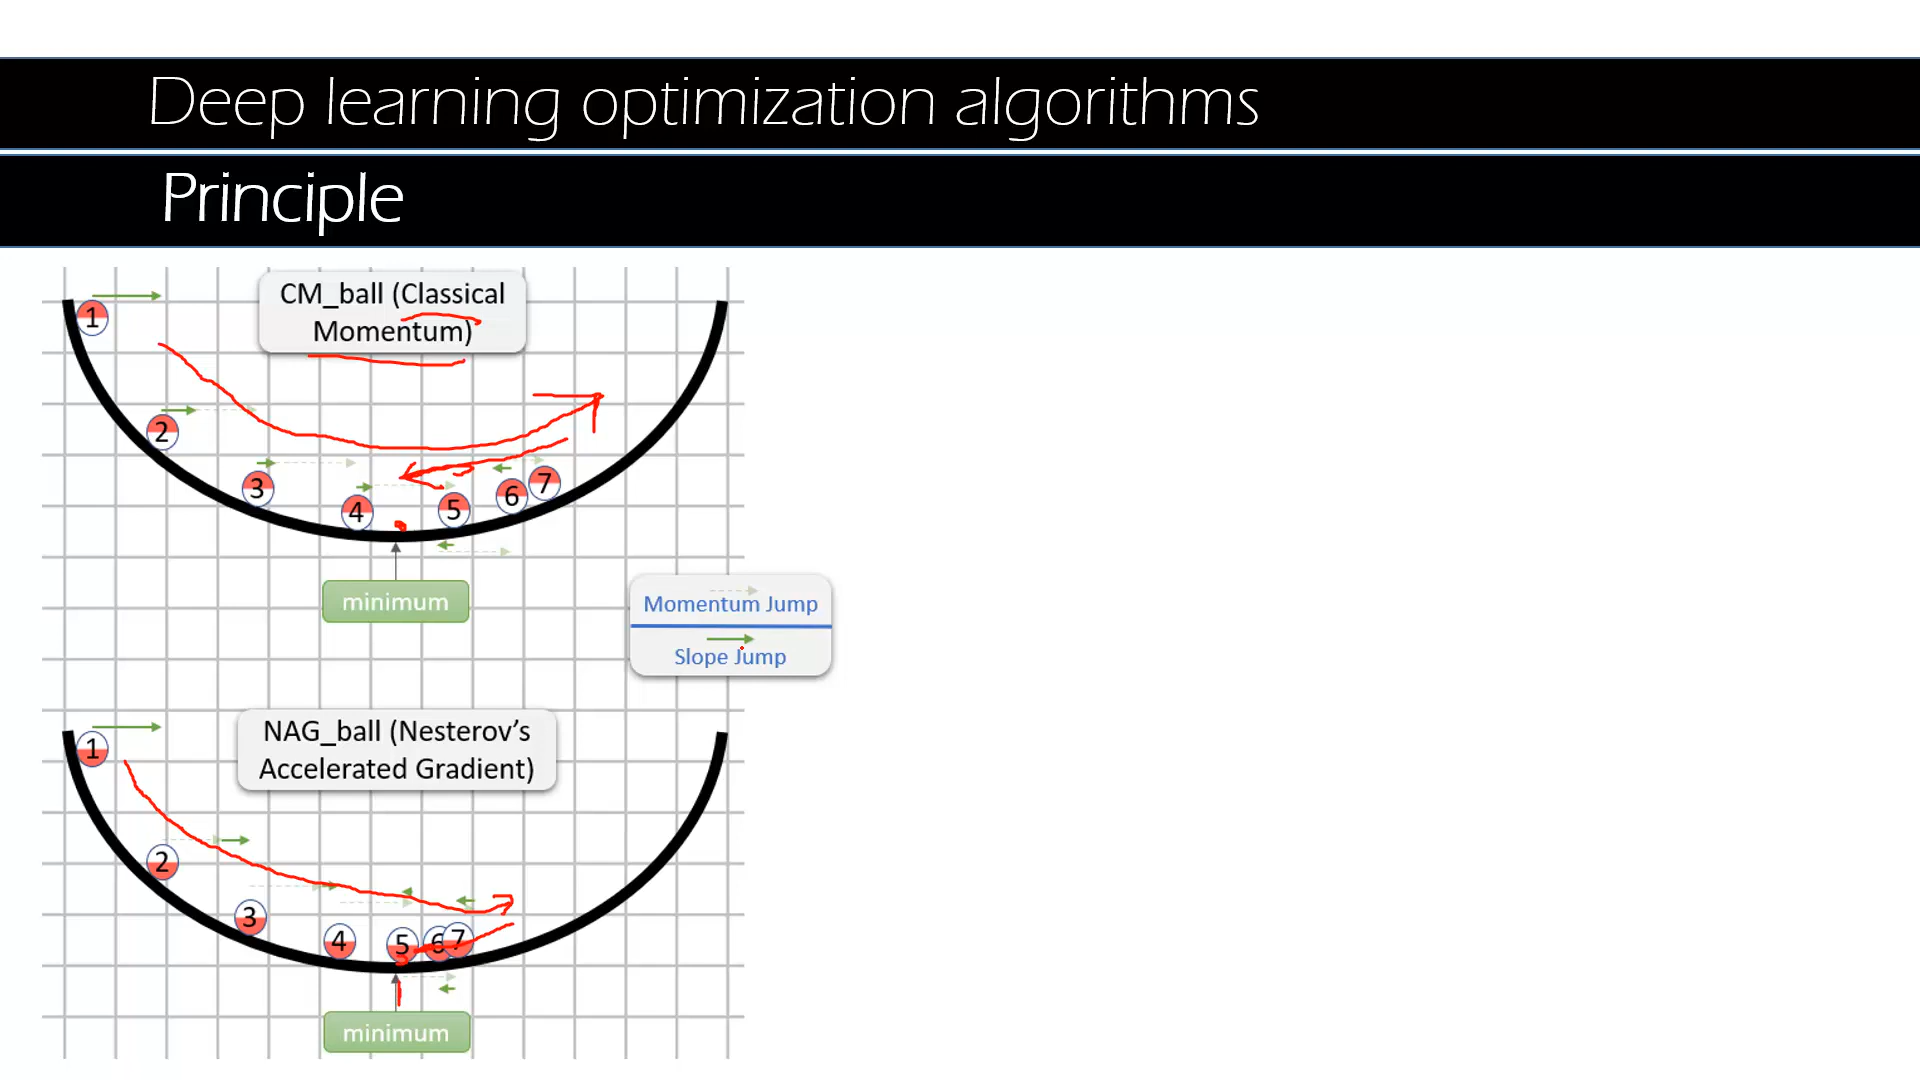 Deep learning optimization algorithms
Principle
CM_ball (Classical
Momentum)
1
2
3
4
5
6
7
minimum
Momentum Jump
Slope Jump
NAG_ball (Nesterov’s
Accelerated Gradient)
1
2
3
4
5
6
7
minimum